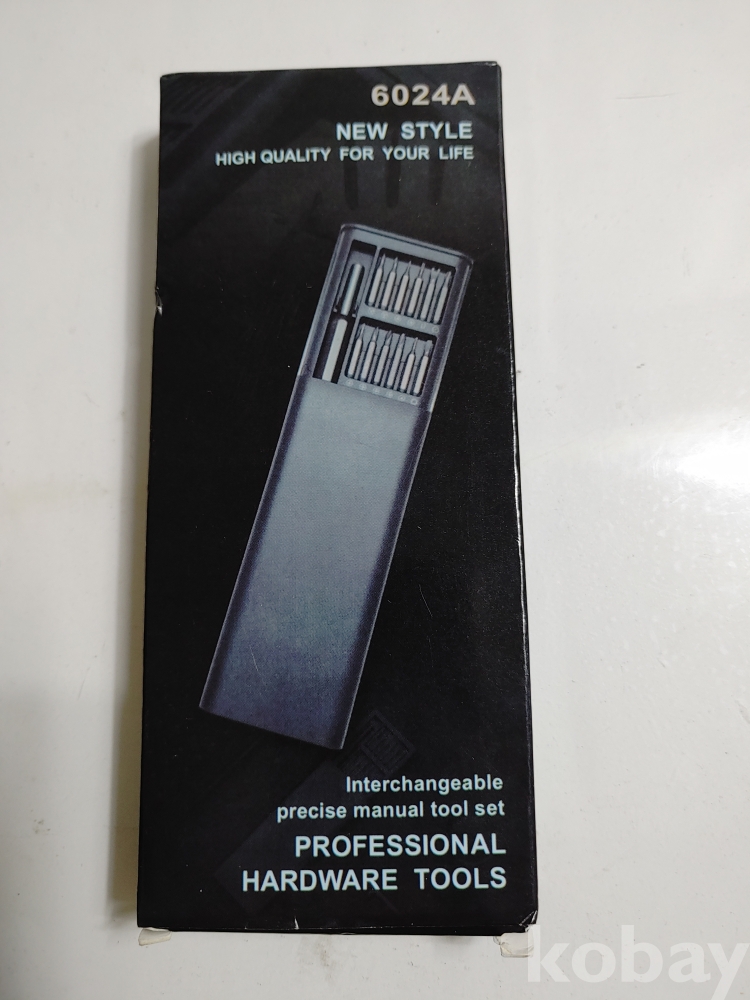 6024A
NEW STYLE
HIGH QUALITY FOR YOUR LIFE
Interchangeable
precise manual tool set
PROFESSIONAL
HARDWARE TOOLS
kobay